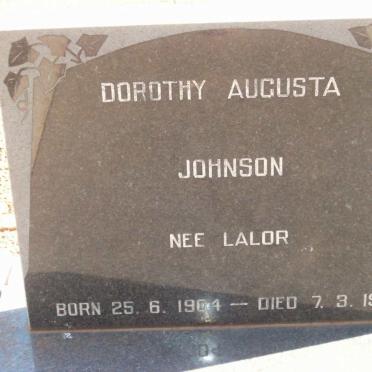 DOROTHY AUGUSTA
JOHNSON
NEE LALOR
BORN 25. 6. 1904 — DIED 7. 3.